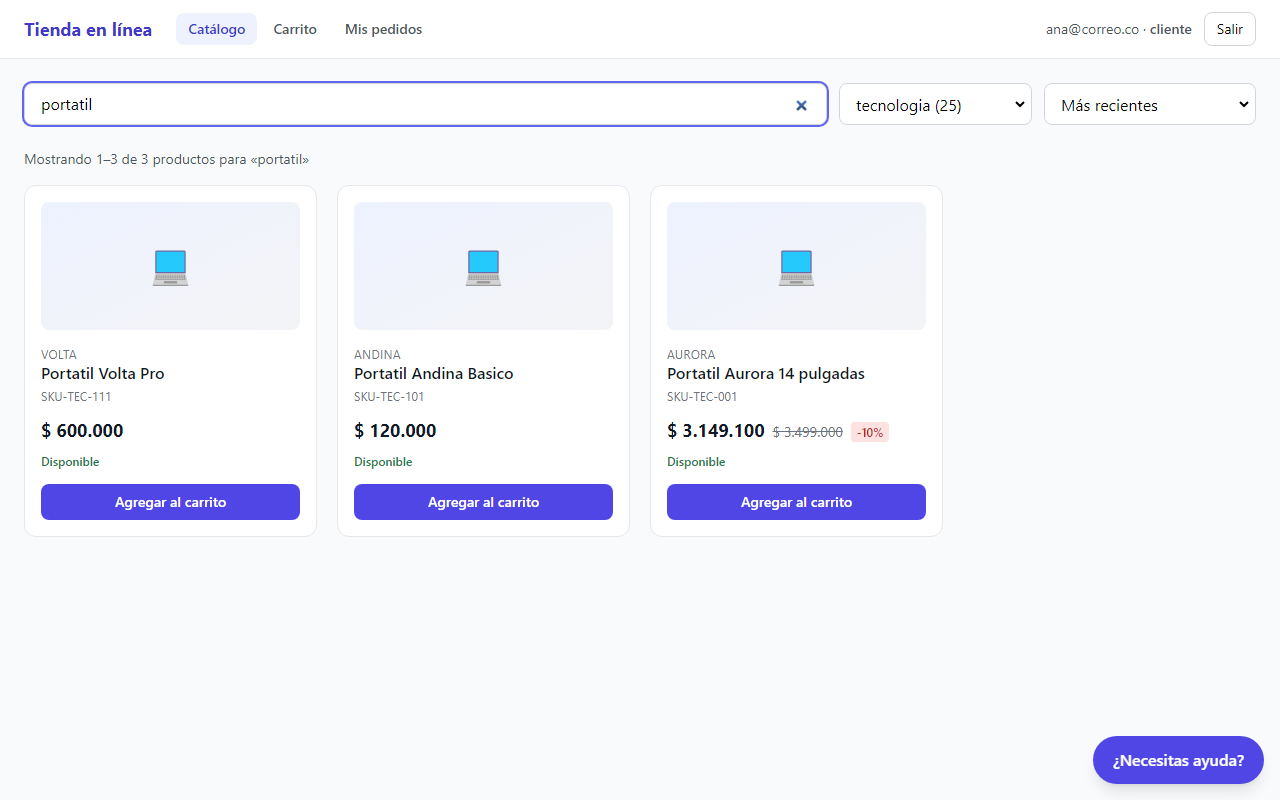 Tienda en línea Catálogo Carrito Mis pedidos ana@correo.co · cliente Salir
portatil tecnologia (25) Más recientes
Mostrando 1–3 de 3 productos para «portatil»
VOLTA
Portatil Volta Pro
SKU-TEC-111
$ 600.000
Disponible
Agregar al carrito
ANDINA
Portatil Andina Basico
SKU-TEC-101
$ 120.000
Disponible
Agregar al carrito
AURORA
Portatil Aurora 14 pulgadas
SKU-TEC-001
$ 3.149.100 $ 3.499.000 -10%
Disponible
Agregar al carrito
¿Necesitas ayuda?